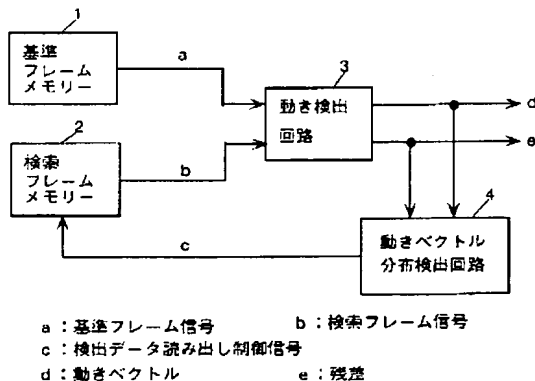 1
基準
フレーム
メモリー
a
2
検索
フレーム
メモリー
b
3
動き検出
回路
d
e
4
動きベクトル
分布検出回路
c
a：基準フレーム信号 b：検索フレーム信号
c：検出データ読み出し制御信号
d：動きベクトル e：残差